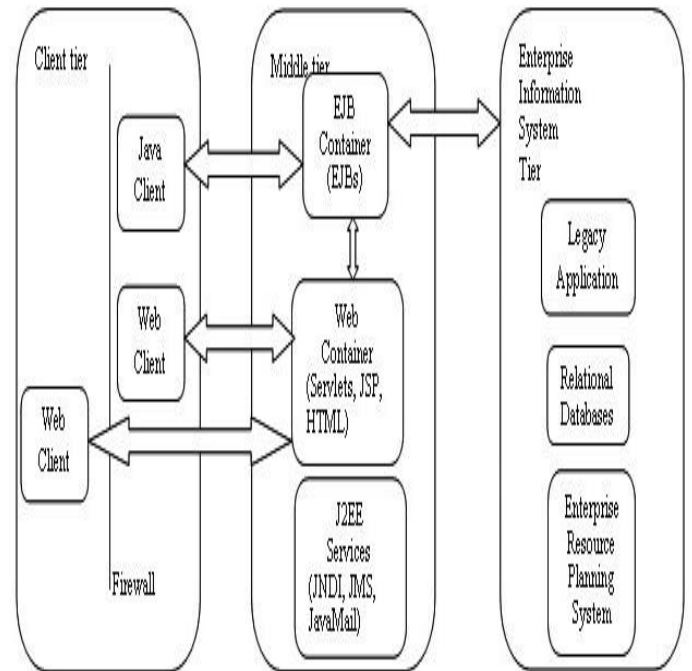 Client tier
Java
Client
Web
Client
Web
Client
Firewall
Middle tier
EJB
Container
(EJBs)
Web
Container
(Servlets, JSP,
HTML)
J2EE
Services
(JNDI, JMS,
JavaMail)
Enterprise
Information
System
Tier
Legacy
Application
Relational
Databases
Enterprise
Resource
Planning
System